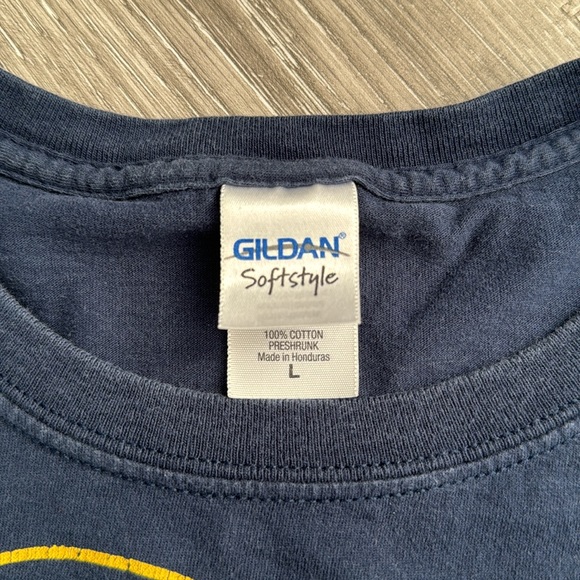 GILDAN®
Softstyle
100% COTTON
PRESHRUNK
Made in Honduras
L